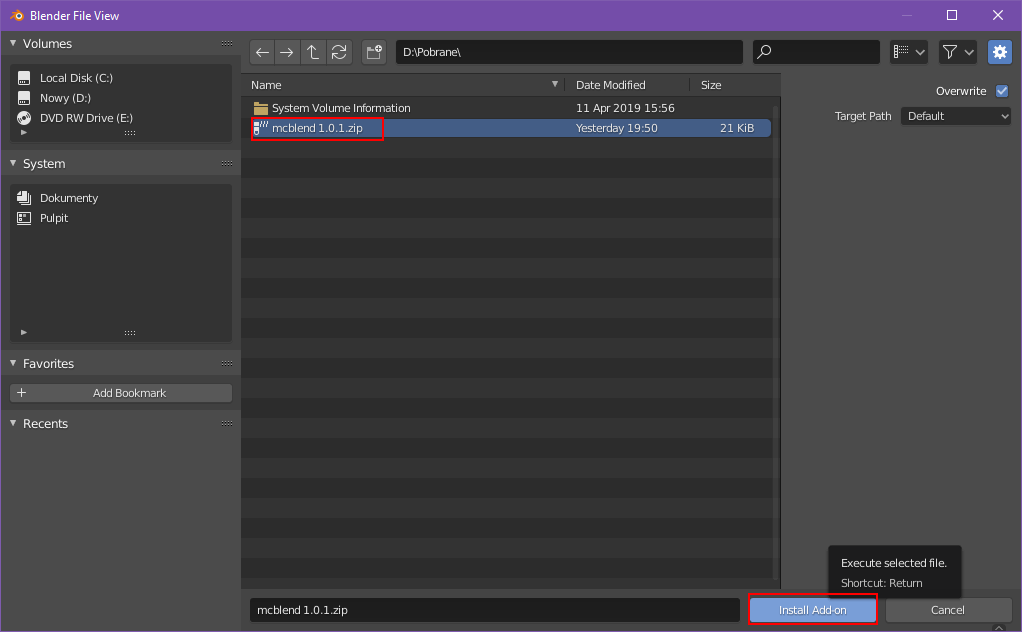 Blender File View
Volumes
Local Disk (C:)
Nowy (D:)
DVD RW Drive (E:)
System
Dokumenty
Pulpit
Favorites
Add Bookmark
Recents
D:\Pobrane\
Name Date Modified Size
System Volume Information 11 Apr 2019 15:56
mcblend 1.0.1.zip Yesterday 19:50 21 KiB
Overwrite
Target Path Default
Execute selected file.
Shortcut: Return
mcblend 1.0.1.zip Install Add-on Cancel